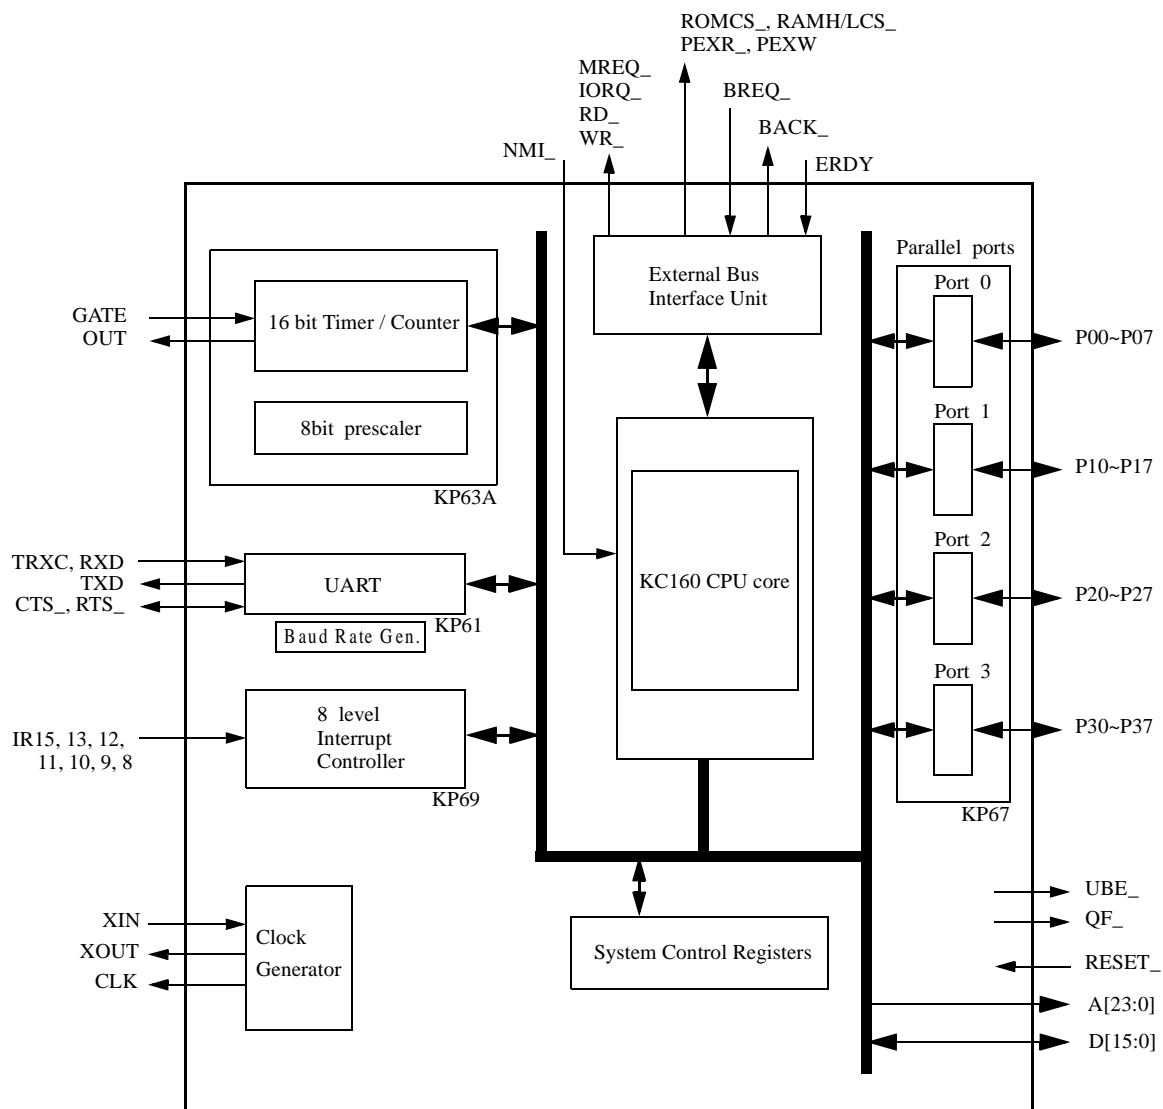 ROMCS_, RAMH/LCS_
PEXR_, PEXW
MREQ_
IORQ_
RD_
WR_
BREQ_
BACK_
NMI_
ERDY
External Bus
Interface Unit
Parallel ports
Port 0
P00~P07
Port 1
P10~P17
Port 2
P20~P27
Port 3
P30~P37
KP67
GATE
OUT
16 bit Timer / Counter
8bit prescaler
KP63A
KC160 CPU core
TRXC, RXD
TXD
CTS_, RTS_
UART
KP61
Baud Rate Gen.
IR15, 13, 12,
11, 10, 9, 8
8 level
Interrupt
Controller
KP69
XIN
XOUT
CLK
Clock
Generator
System Control Registers
UBE_
QF_
RESET_
A[23:0]
D[15:0]